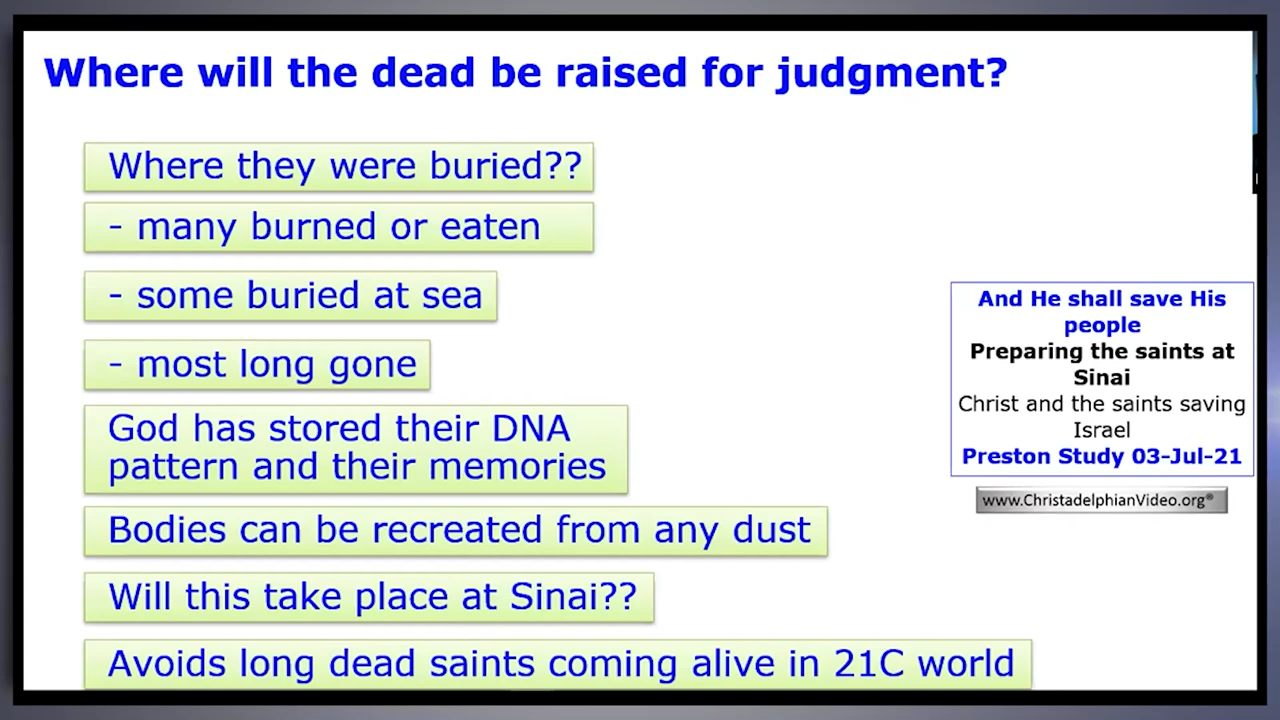 Where will the dead be raised for judgment?
Where they were buried??
- many burned or eaten
- some buried at sea
- most long gone
God has stored their DNA
pattern and their memories
Bodies can be recreated from any dust
Will this take place at Sinai??
Avoids long dead saints coming alive in 21C world
And He shall save His
people
Preparing the saints at
Sinai
Christ and the saints saving
Israel
Preston Study 03-Jul-21
www.ChristadelphianVideo.org®